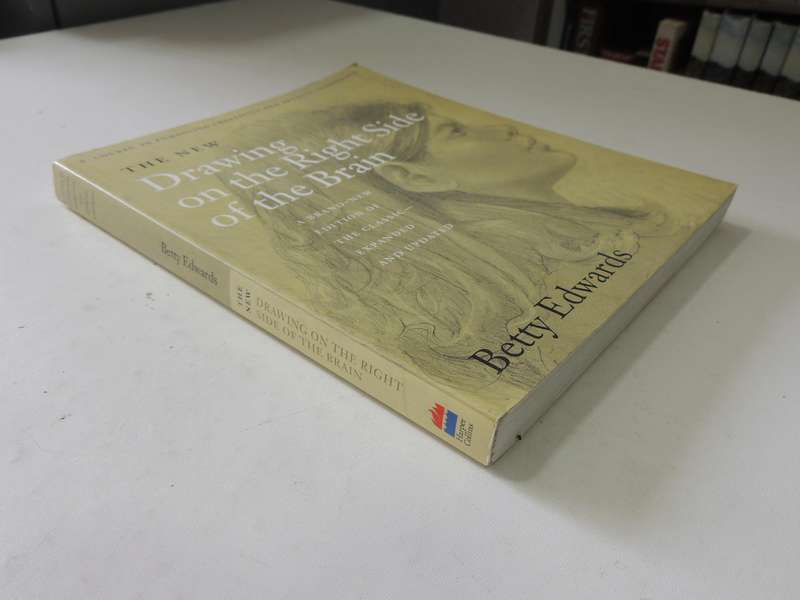 THE NEW
Drawing
on the Right Side
of the Brain
A BRAND-NEW
EDITION OF
THE CLASSIC—
EXPANDED
AND UPDATED
Betty Edwards
Betty Edwards
THE
NEW
DRAWING ON THE RIGHT
SIDE OF THE BRAIN
Harper
Collins